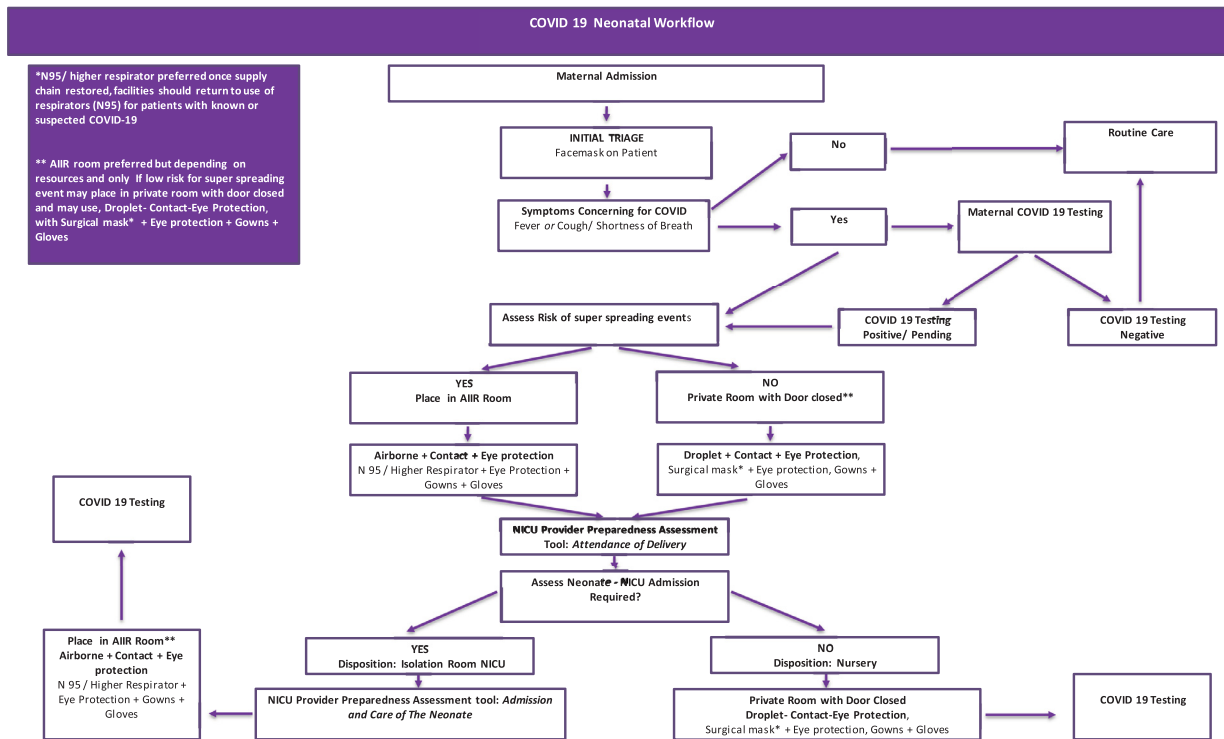 COVID 19 Neonatal Workflow
*N95/ higher respirator preferred once supply
chain restored, facilities should return to use of
respirators (N95) for patients with known or
suspected COVID-19
** AIIR room preferred but depending on
resources and only If low risk for super spreading
event may place in private room with door closed
and may use, Droplet- Contact-Eye Protection,
with Surgical mask* + Eye protection + Gowns +
Gloves
Maternal Admission
INITIAL TRIAGE
Facemask on Patient
No
Routine Care
Symptoms Concerning for COVID
Fever or Cough/ Shortness of Breath
Yes
Maternal COVID 19 Testing
Assess Risk of super spreading events
COVID 19 Testing
Positive/ Pending
COVID 19 Testing
Negative
YES
Place in AIIR Room
NO
Private Room with Door closed**
Airborne + Contact + Eye protection
N 95 / Higher Respirator + Eye Protection +
Gowns + Gloves
Droplet + Contact + Eye Protection,
Surgical mask* + Eye protection, Gowns +
Gloves
NICU Provider Preparedness Assessment
Tool: Attendance of Delivery
Assess Neonate - NICU Admission
Required?
YES
Disposition: Isolation Room NICU
NO
Disposition: Nursery
NICU Provider Preparedness Assessment tool: Admission
and Care of The Neonate
Private Room with Door Closed
Droplet- Contact-Eye Protection,
Surgical mask* + Eye protection, Gowns + Gloves
COVID 19 Testing
Place in AIIR Room**
Airborne + Contact + Eye
protection
N 95 / Higher Respirator +
Eye Protection + Gowns +
Gloves
COVID 19 Testing